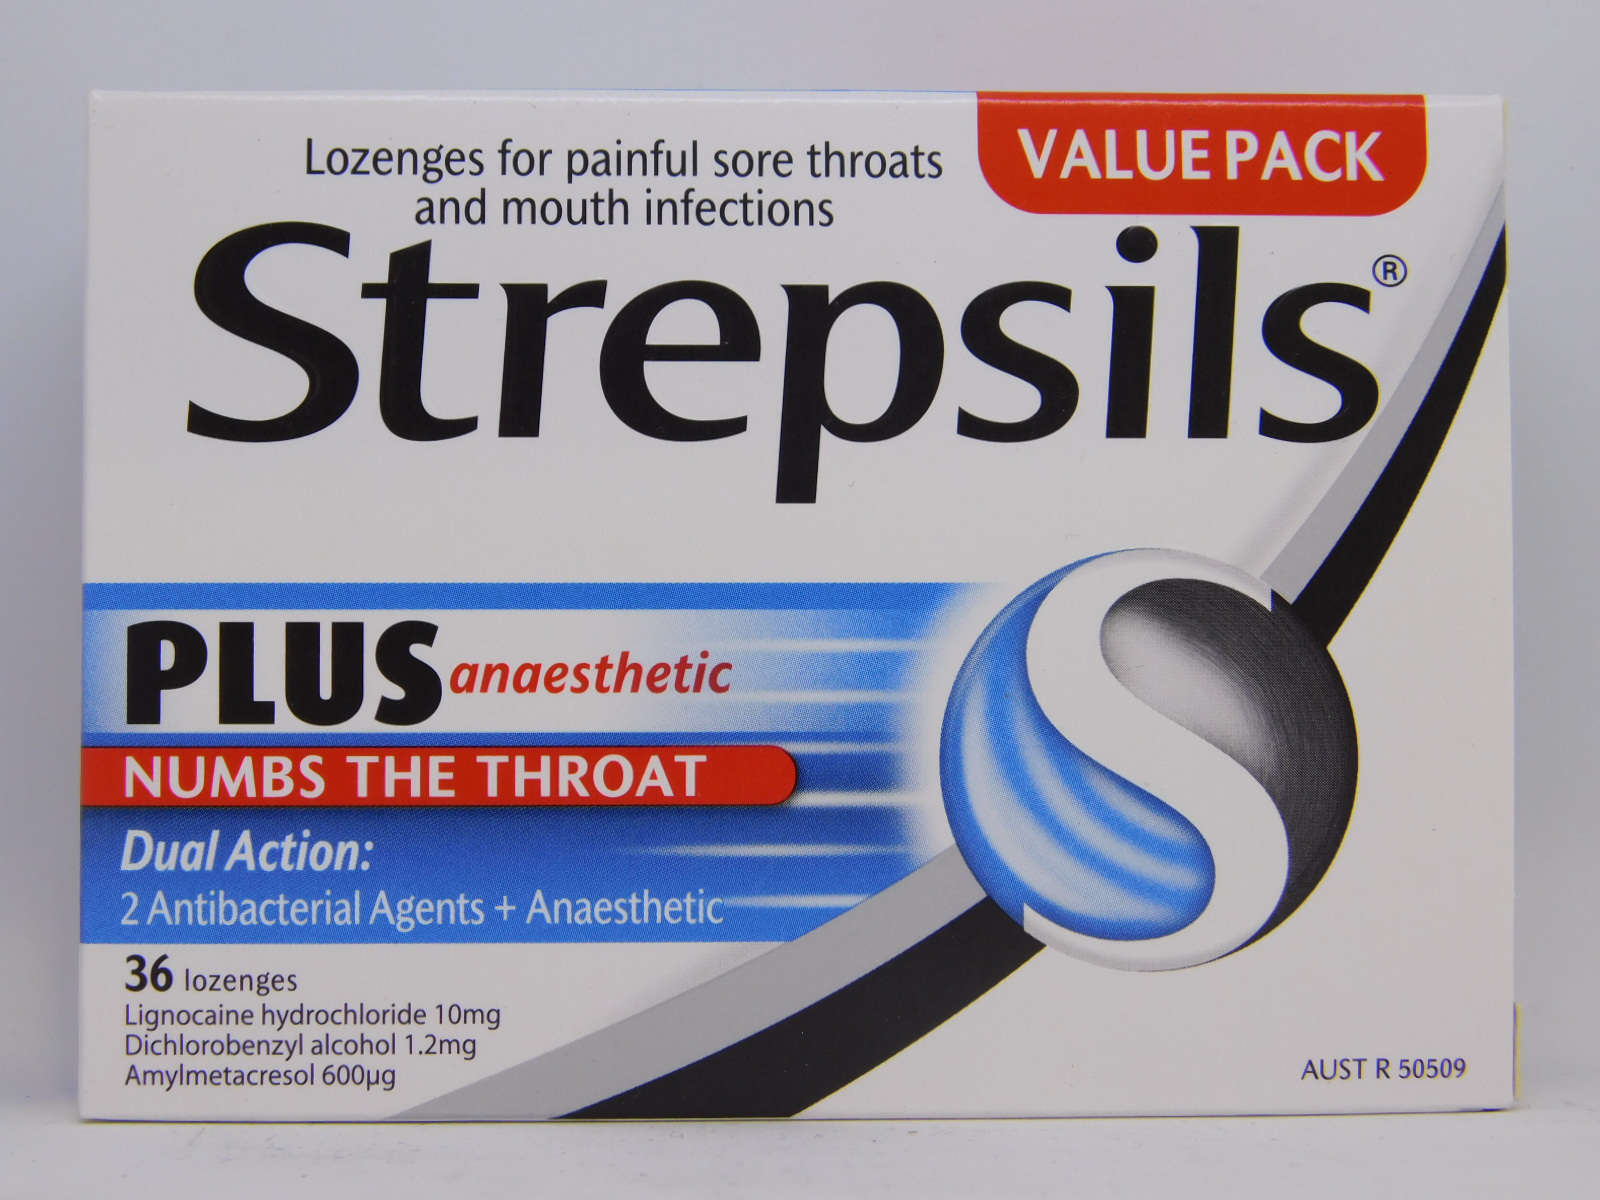 Lozenges for painful sore throats
and mouth infections
VALUE PACK
Strepsils®
PLUS anaesthetic
NUMBS THE THROAT
Dual Action:
2 Antibacterial Agents + Anaesthetic
36 lozenges
Lignocaine hydrochloride 10mg
Dichlorobenzyl alcohol 1.2mg
Amylmetacresol 600µg
AUST R 50509